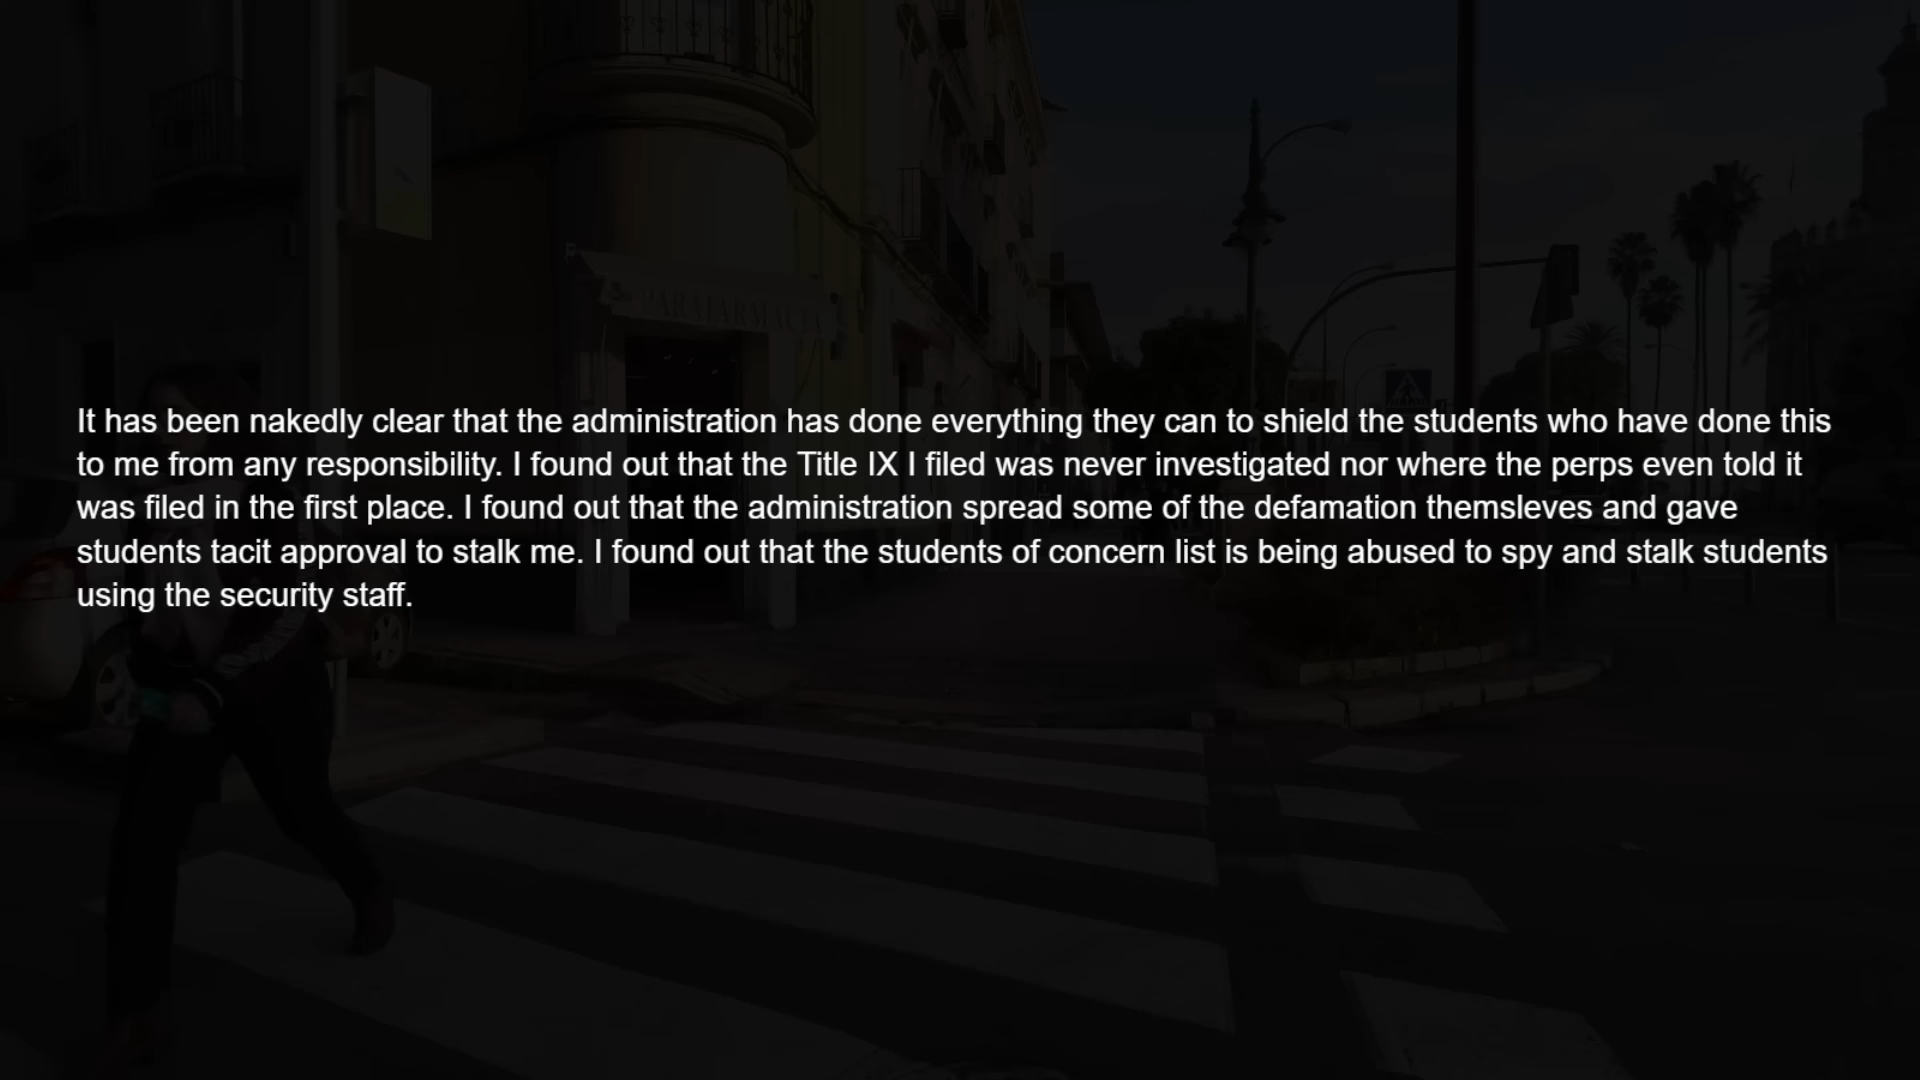 PARAFARMACIA
It has been nakedly clear that the administration has done everything they can to shield the students who have done this
to me from any responsibility. I found out that the Title IX I filed was never investigated nor where the perps even told it
was filed in the first place. I found out that the administration spread some of the defamation themsleves and gave
students tacit approval to stalk me. I found out that the students of concern list is being abused to spy and stalk students
using the security staff.